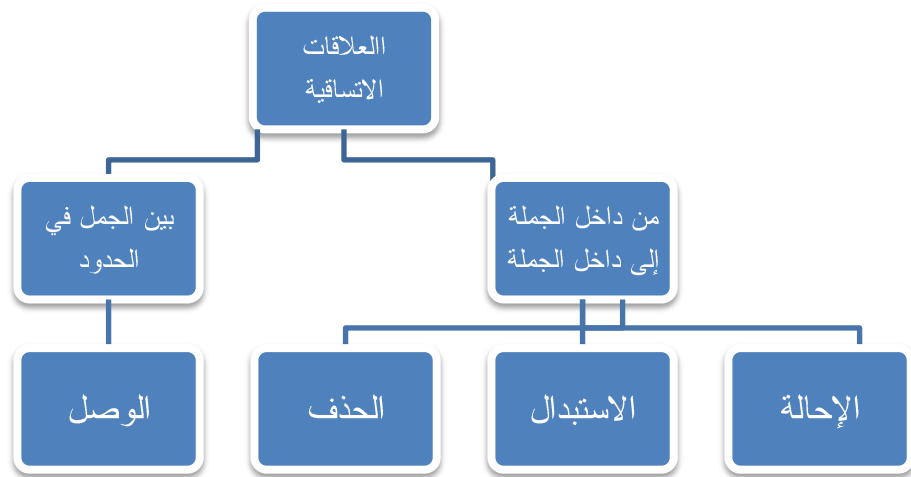 االعلاقات
الاتساقية
من داخل الجملة
إلى داخل الجملة
بين الجمل في
الحدود
الإحالة
الاستبدال
الحذف
الوصل